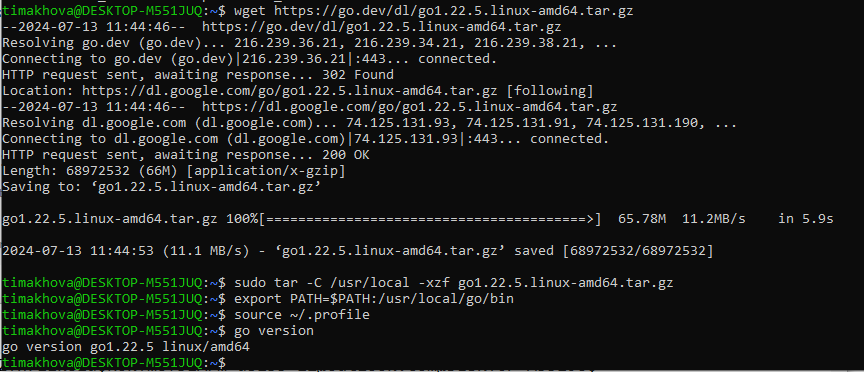 timakhova@DESKTOP-M551JUQ:~$ wget https://go.dev/dl/go1.22.5.linux-amd64.tar.gz
--2024-07-13 11:44:46--  https://go.dev/dl/go1.22.5.linux-amd64.tar.gz
Resolving go.dev (go.dev)... 216.239.36.21, 216.239.34.21, 216.239.38.21, ...
Connecting to go.dev (go.dev)|216.239.36.21|:443... connected.
HTTP request sent, awaiting response... 302 Found
Location: https://dl.google.com/go/go1.22.5.linux-amd64.tar.gz [following]
--2024-07-13 11:44:46--  https://dl.google.com/go/go1.22.5.linux-amd64.tar.gz
Resolving dl.google.com (dl.google.com)... 74.125.131.93, 74.125.131.91, 74.125.131.190, ...
Connecting to dl.google.com (dl.google.com)|74.125.131.93|:443... connected.
HTTP request sent, awaiting response... 200 OK
Length: 68972532 (66M) [application/x-gzip]
Saving to: ‘go1.22.5.linux-amd64.tar.gz’
go1.22.5.linux-amd64.tar.gz 100%[========================================>]  65.78M  11.2MB/s    in 5.9s
2024-07-13 11:44:53 (11.1 MB/s) - ‘go1.22.5.linux-amd64.tar.gz’ saved [68972532/68972532]
timakhova@DESKTOP-M551JUQ:~$ sudo tar -C /usr/local -xzf go1.22.5.linux-amd64.tar.gz
timakhova@DESKTOP-M551JUQ:~$ export PATH=$PATH:/usr/local/go/bin
timakhova@DESKTOP-M551JUQ:~$ source ~/.profile
timakhova@DESKTOP-M551JUQ:~$ go version
go version go1.22.5 linux/amd64
timakhova@DESKTOP-M551JUQ:~$